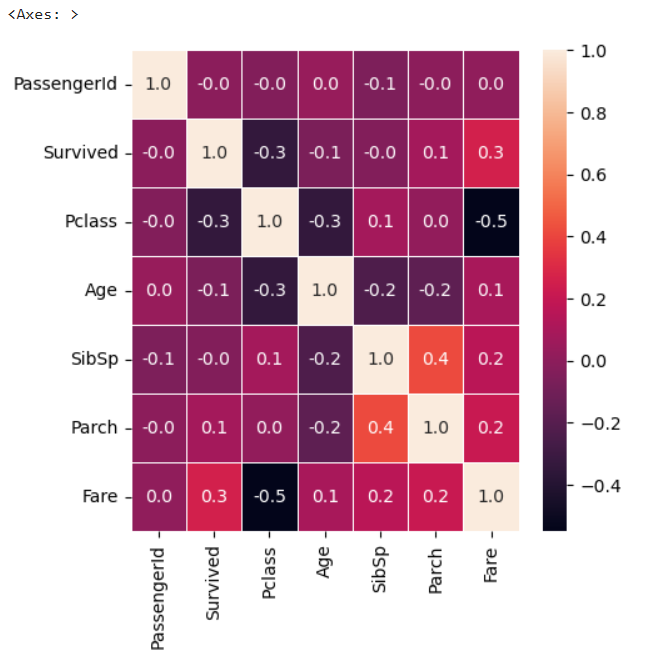 <Axes: >
PassengerId 1.0 -0.0 -0.0 0.0 -0.1 -0.0 0.0
Survived -0.0 1.0 -0.3 -0.1 -0.0 0.1 0.3
Pclass -0.0 -0.3 1.0 -0.3 0.1 0.0 -0.5
Age 0.0 -0.1 -0.3 1.0 -0.2 -0.2 0.1
SibSp -0.1 -0.0 0.1 -0.2 1.0 0.4 0.2
Parch -0.0 0.1 0.0 -0.2 0.4 1.0 0.2
Fare 0.0 0.3 -0.5 0.1 0.2 0.2 1.0
PassengerId Survived Pclass Age SibSp Parch Fare
1.0
0.8
0.6
0.4
0.2
0.0
−0.2
−0.4